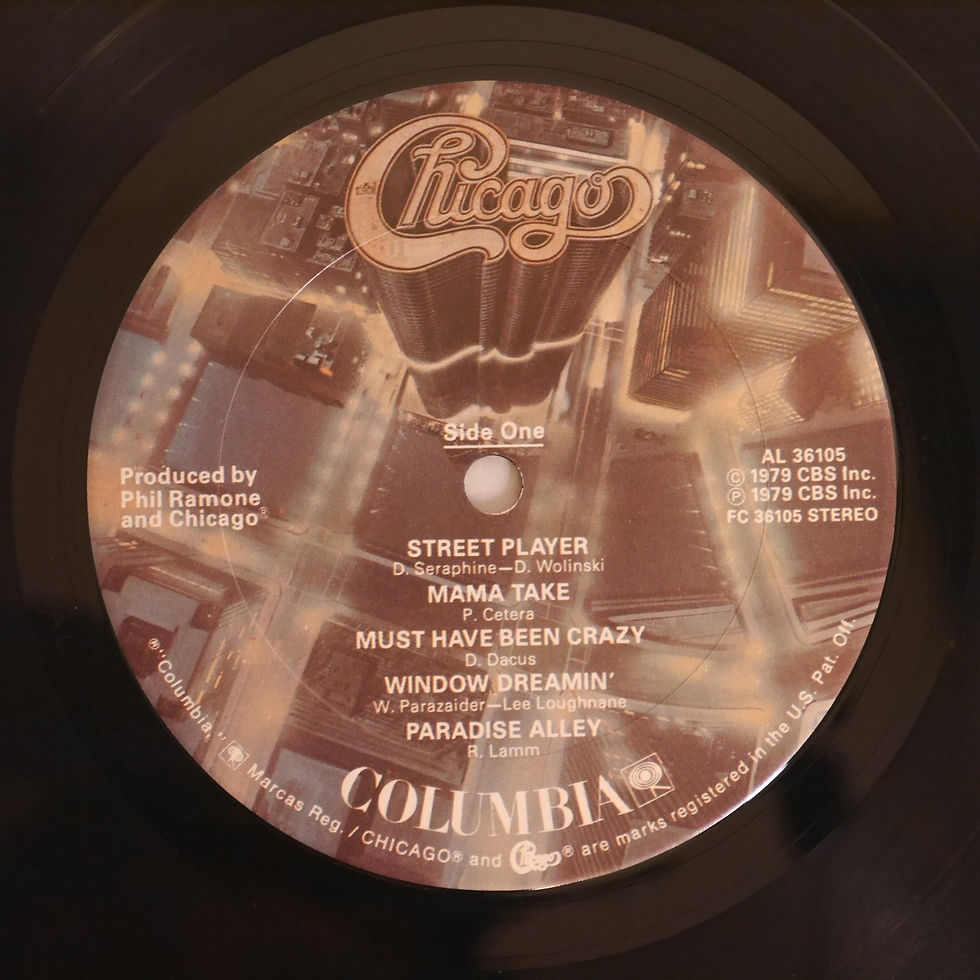 Chicago
Side One
Produced by
Phil Ramone
and Chicago®
AL 36105
© 1979 CBS Inc.
℗ 1979 CBS Inc.
FC 36105 STEREO
STREET PLAYER
D. Seraphine—D. Wolinski
MAMA TAKE
P. Cetera
MUST HAVE BEEN CRAZY
D. Dacus
WINDOW DREAMIN'
W. Parazaider—Lee Loughnane
PARADISE ALLEY
R. Lamm
COLUMBIA
® "Columbia," Marcas Reg. / CHICAGO® and Chicago® are marks registered in the U.S. Pat. Off.